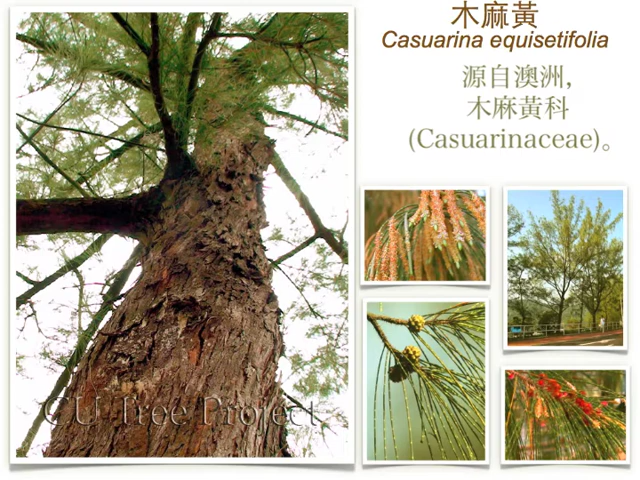 木麻黃
Casuarina equisetifolia
源自澳洲,
木麻黃科
(Casuarinaceae)。
CU Tree Project